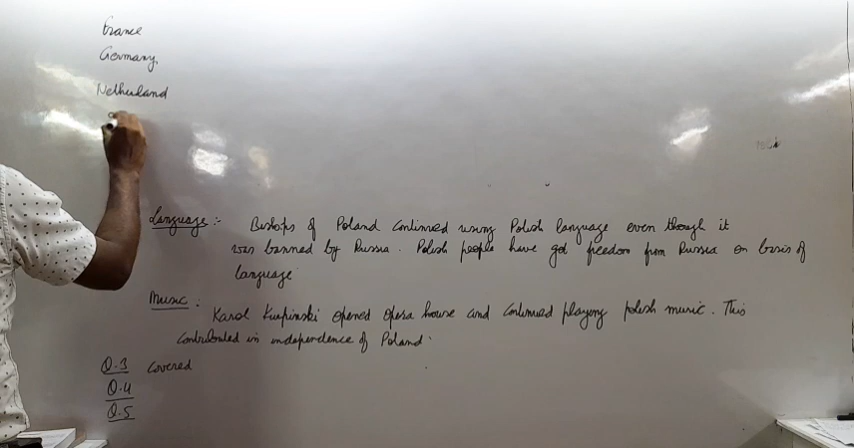 France
Germany,
Netherland
Language :- Bishops of Poland continued using Polish language even though it
was banned by Russia. Polish people have got freedom from Russia on basis of
language
Music : Karol Kurpinski opened opera house and continued playing polish music. This
contributed in independence of Poland.
Q.3 Covered
Q.4
Q.5